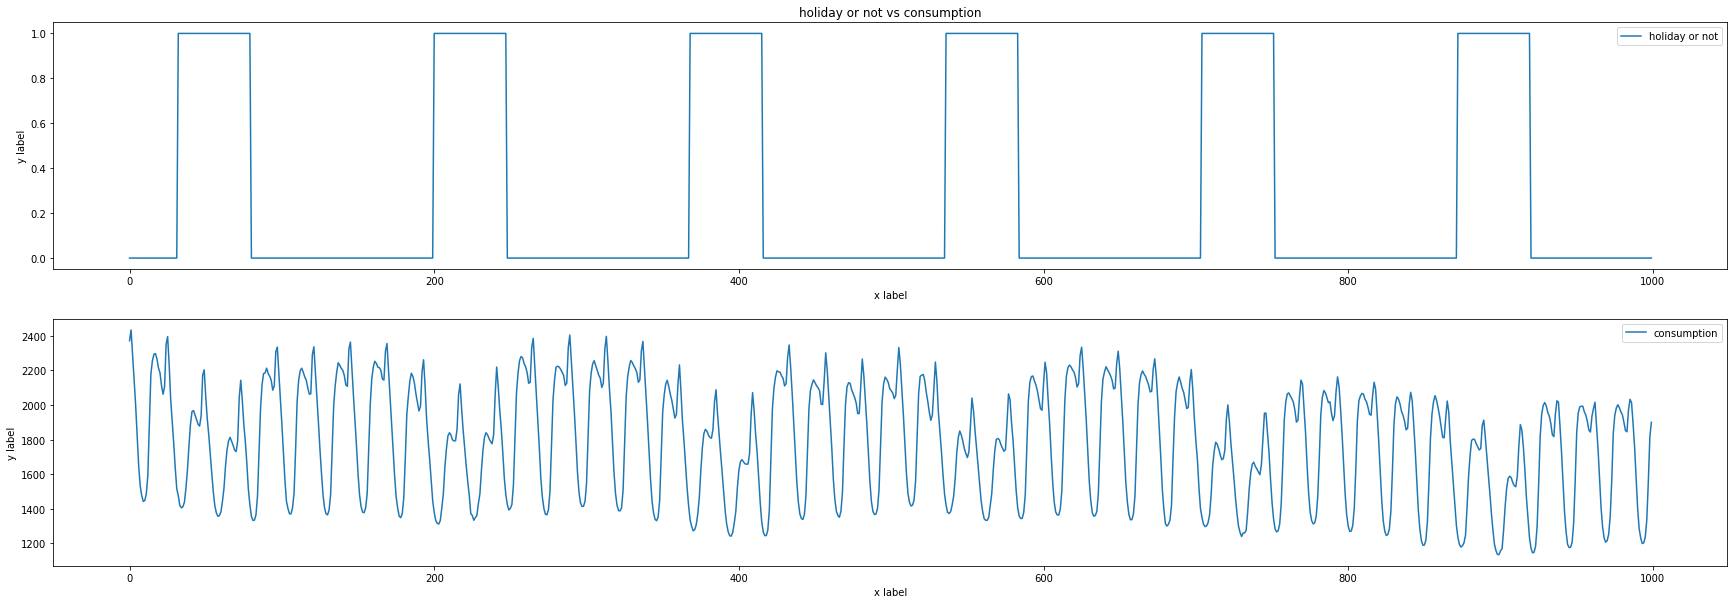 holiday or not vs consumption
holiday or not
1.0
0.8
0.6
0.4
0.2
0.0
y label
0 200 400 600 800 1000
x label
consumption
2400
2200
2000
1800
1600
1400
1200
y label
0 200 400 600 800 1000
x label